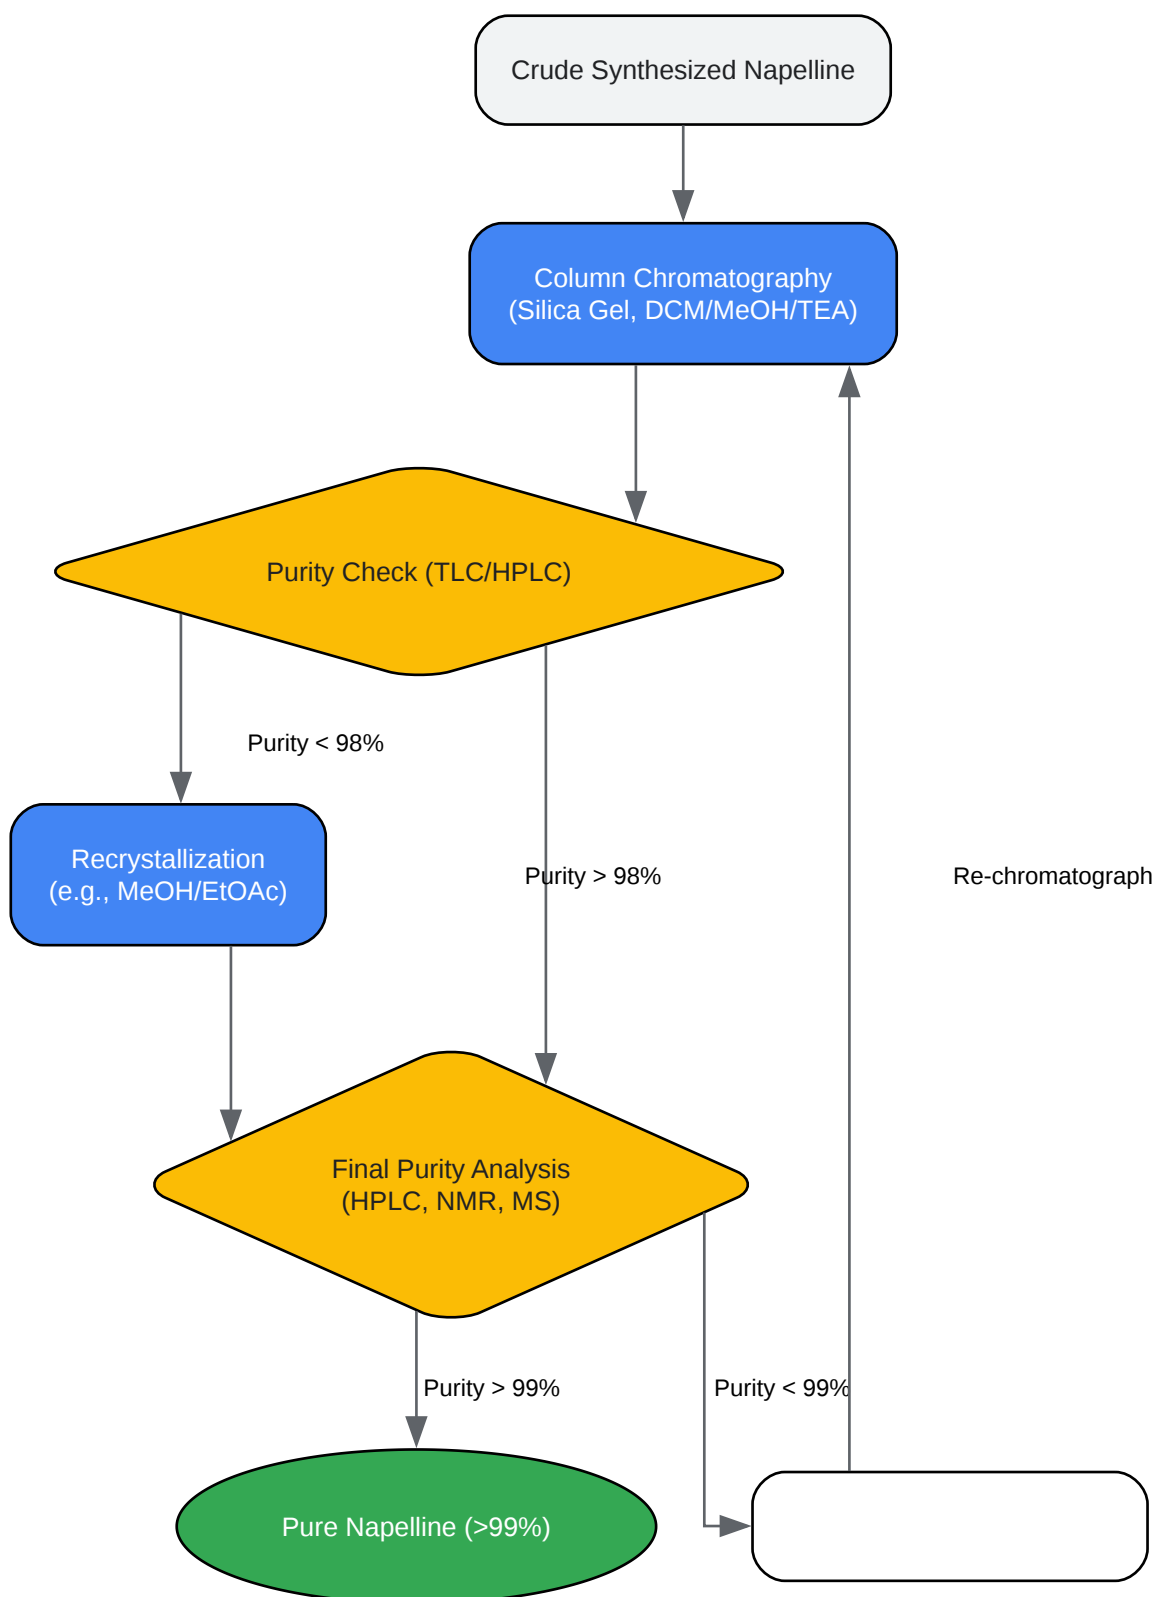 Crude Synthesized Napelline
Column Chromatography
(Silica Gel, DCM/MeOH/TEA)
Purity Check (TLC/HPLC)
Purity < 98%
Recrystallization
(e.g., MeOH/EtOAc)
Purity > 98%
Re-chromatograph
Final Purity Analysis
(HPLC, NMR, MS)
Purity > 99%
Purity < 99%
Pure Napelline (>99%)